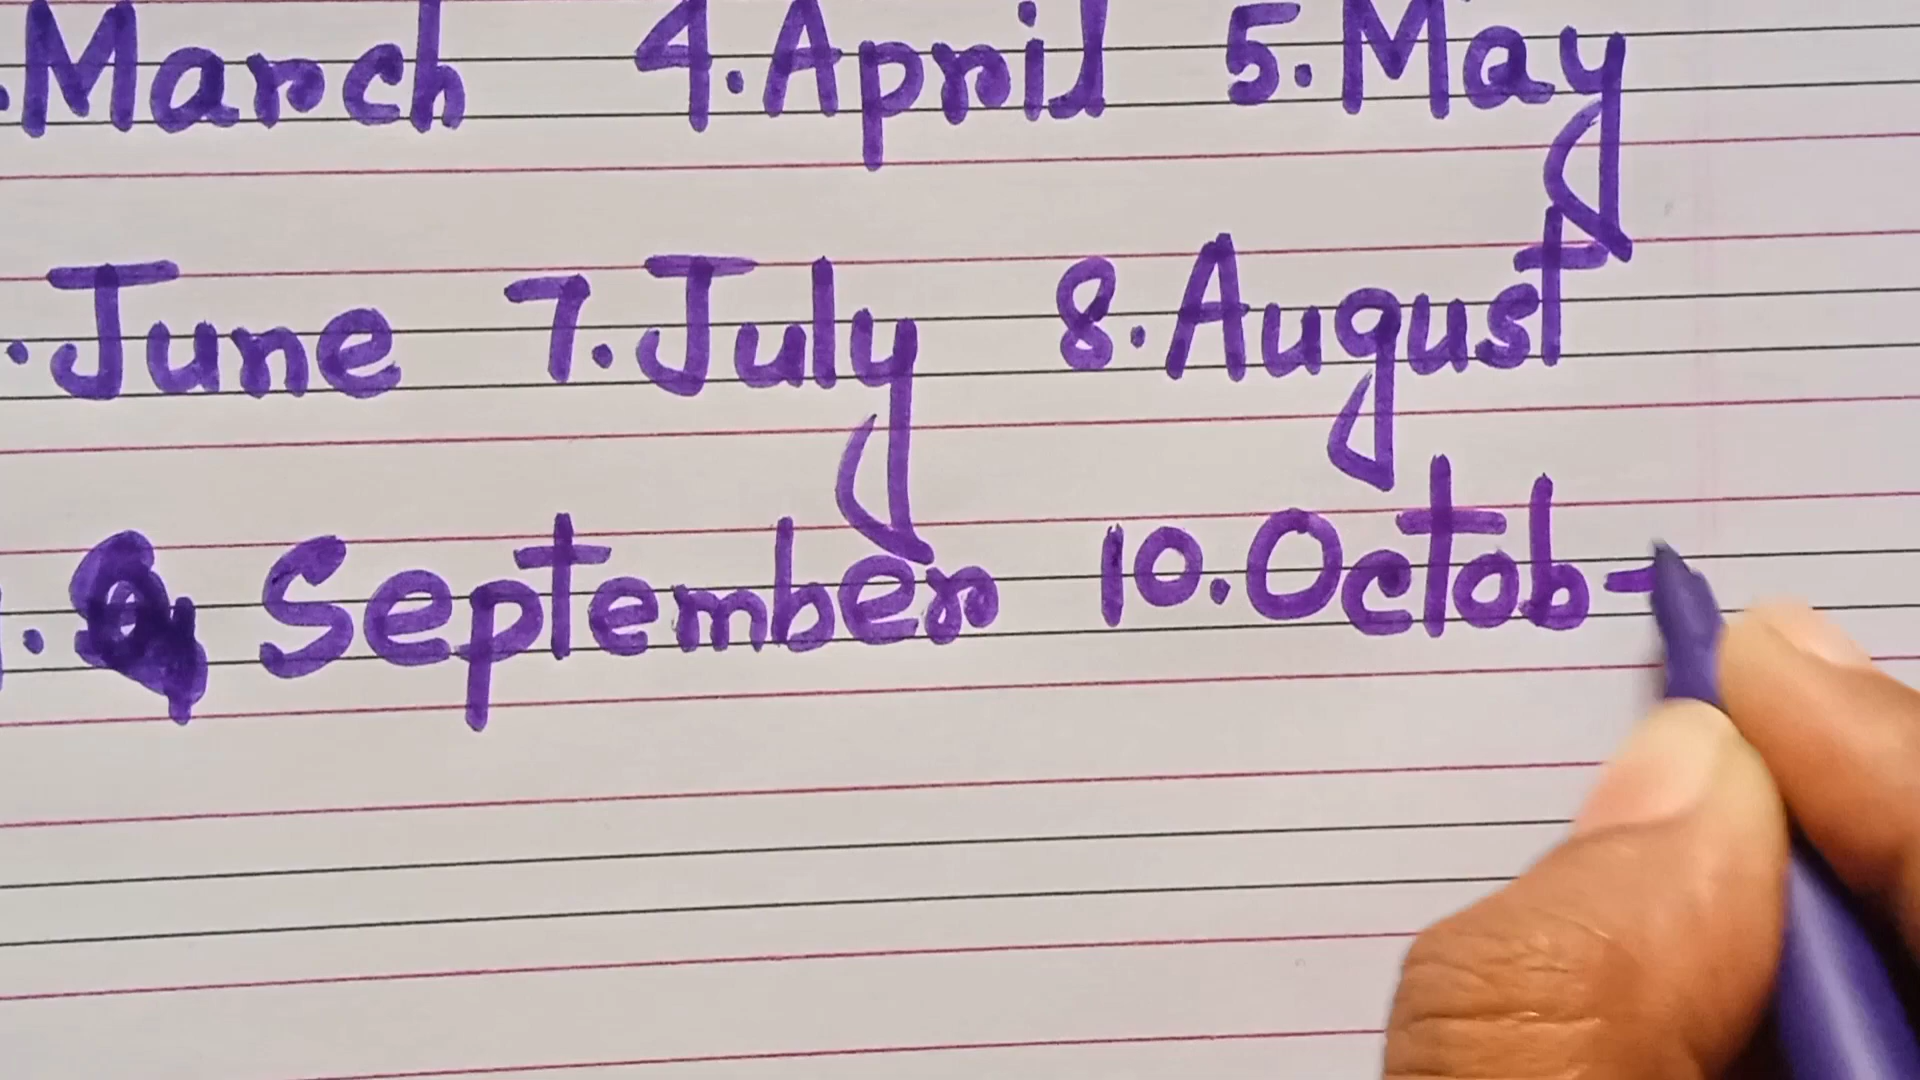 .March 4.April 5.May
.June 7.July 8.August
. September 10.Octob